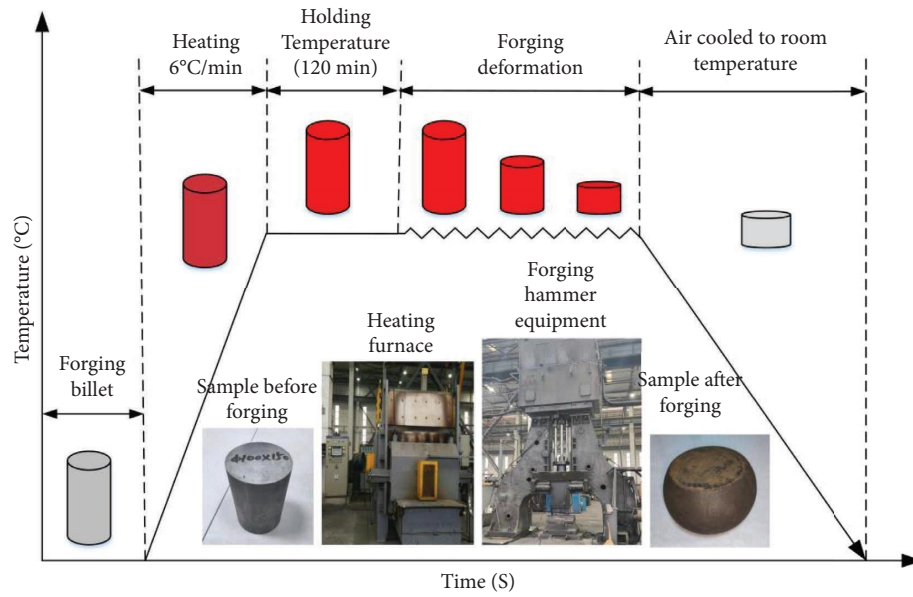 Heating
6°C/min
Holding
Temperature
(120 min)
Forging
deformation
Air cooled to room
temperature
Temperature (°C)
Forging
billet
Sample before
forging
Heating
furnace
Forging
hammer
equipment
Sample after
forging
Time (S)